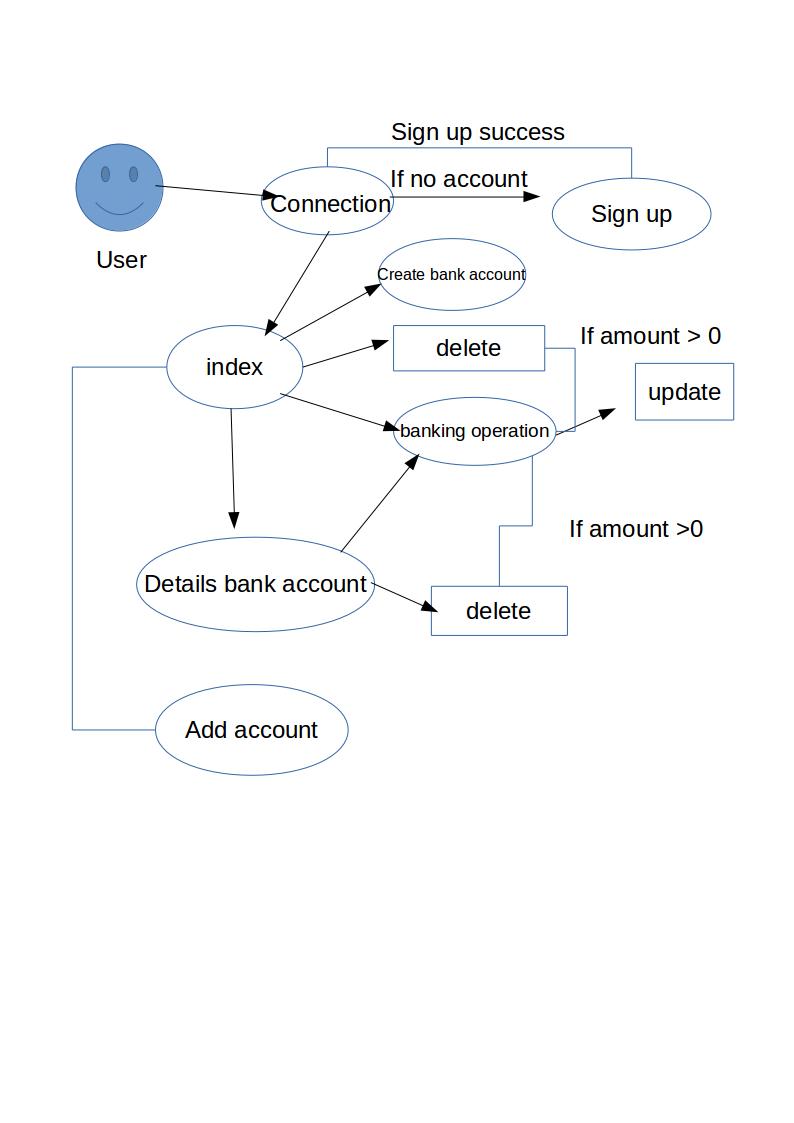 Sign up success
If no account
Connection
Sign up
User
Create bank account
If amount > 0
delete
index
update
banking operation
If amount >0
Details bank account
delete
Add account